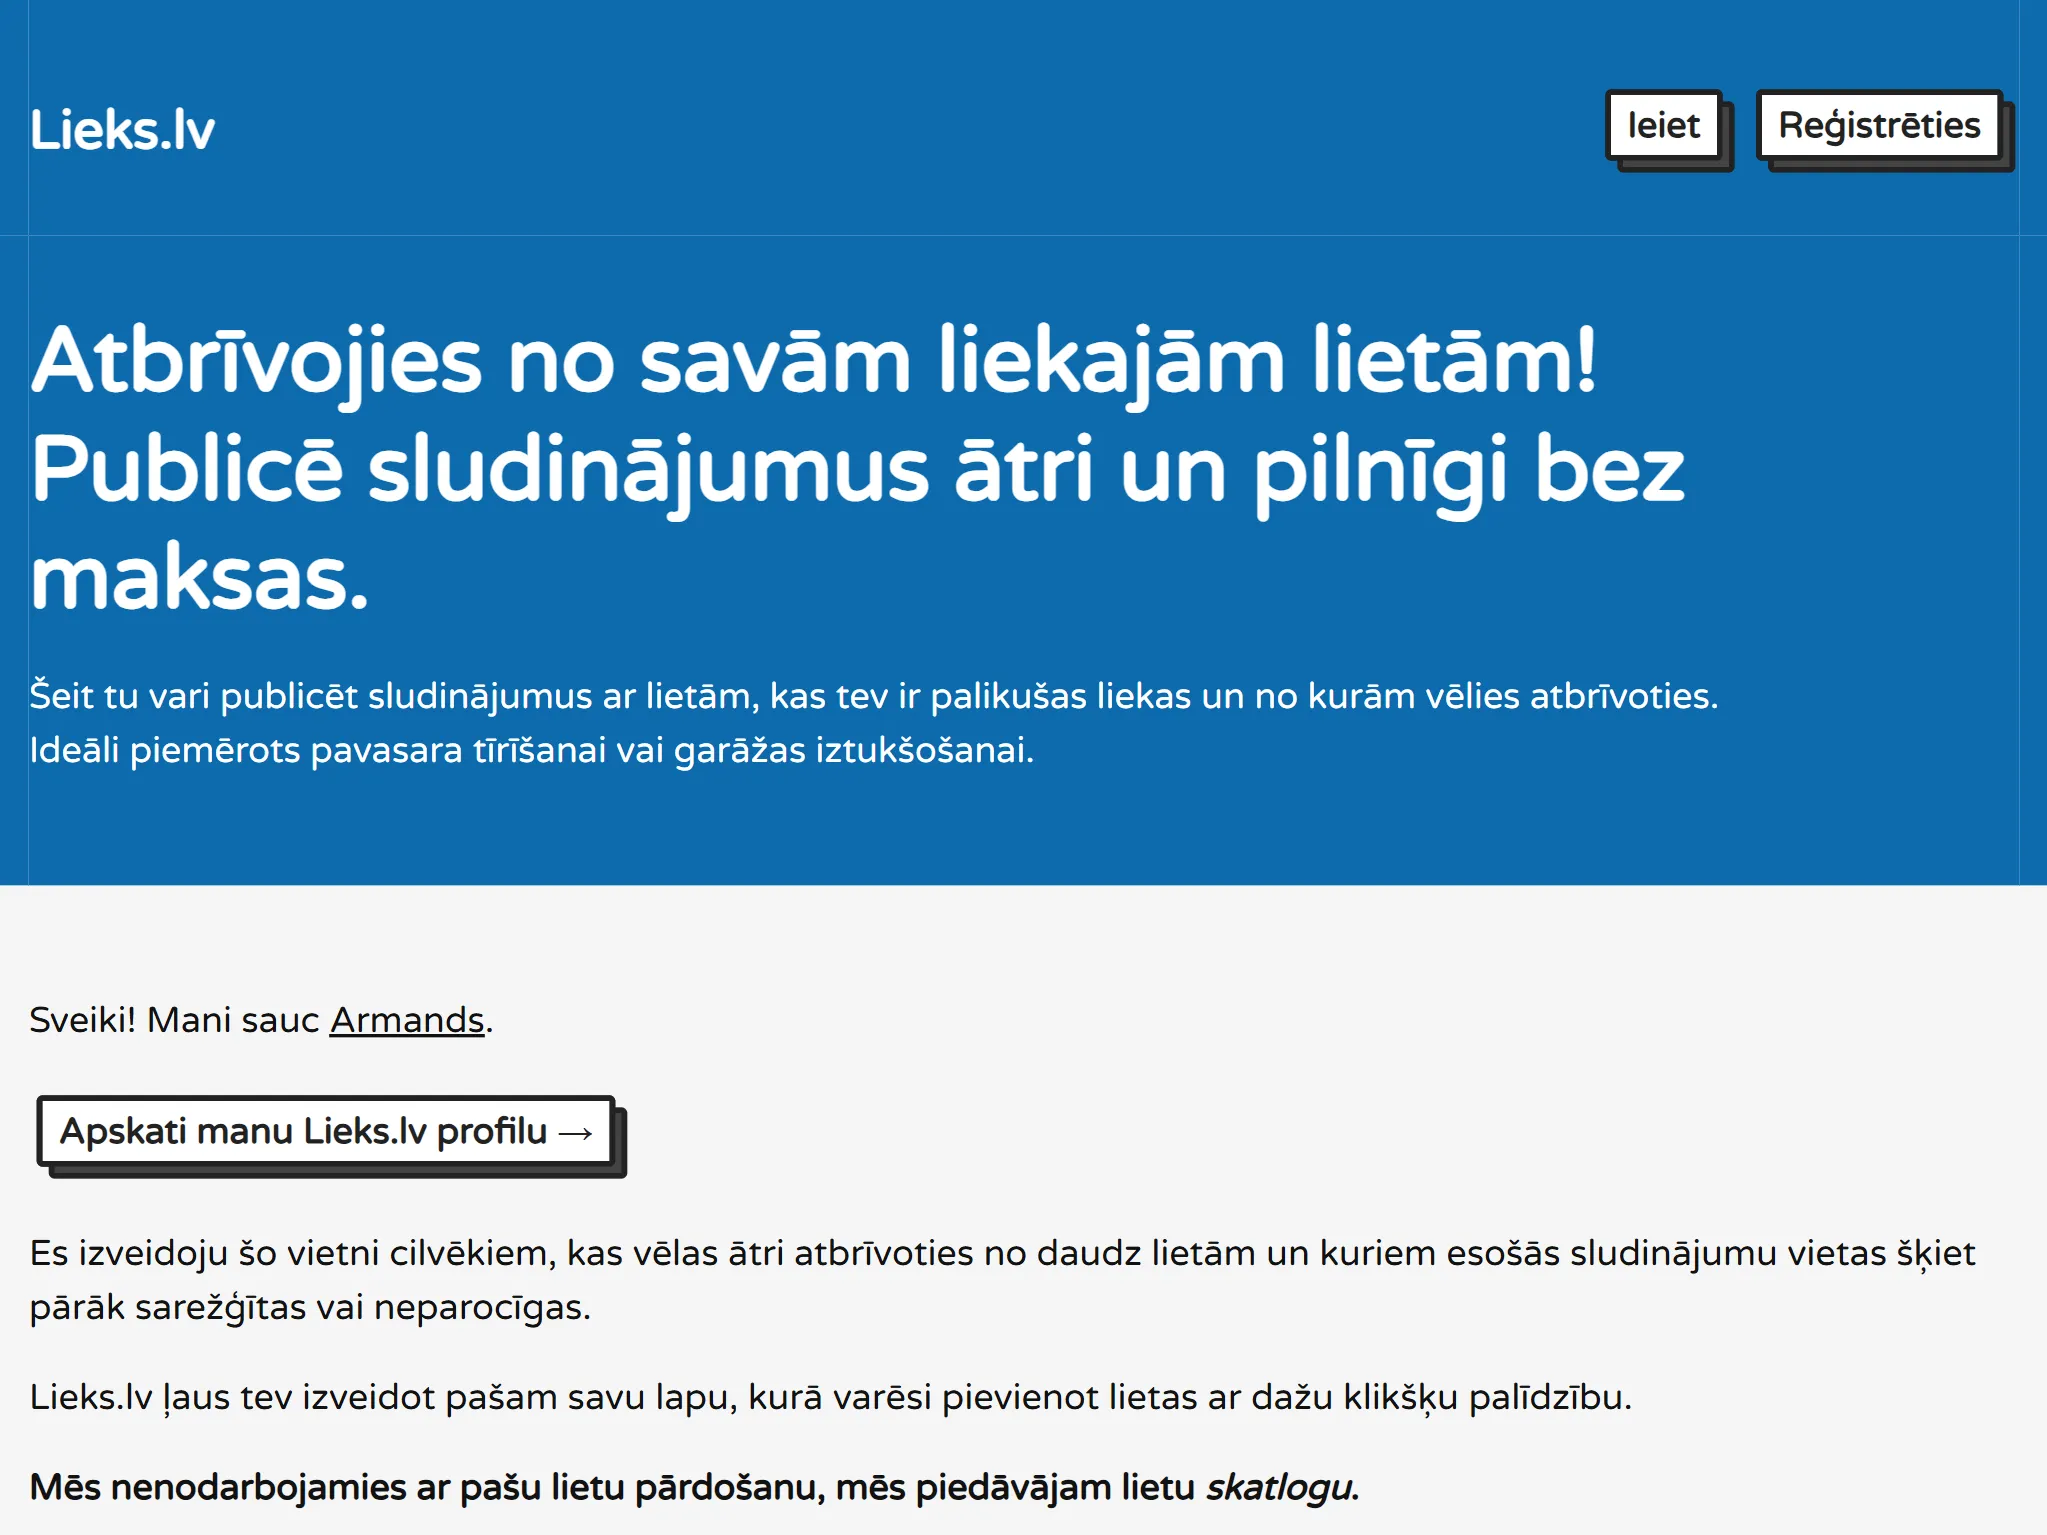 Lieks.lv
Ieiet
Reģistrēties
Atbrīvojies no savām liekajām lietām!
Publicē sludinājumus ātri un pilnīgi bez
maksas.
Šeit tu vari publicēt sludinājumus ar lietām, kas tev ir palikušas liekas un no kurām vēlies atbrīvoties.
Ideāli piemērots pavasara tīrīšanai vai garāžas iztukšošanai.
Sveiki! Mani sauc Armands.
Apskati manu Lieks.lv profilu →
Es izveidoju šo vietni cilvēkiem, kas vēlas ātri atbrīvoties no daudz lietām un kuriem esošās sludinājumu vietas šķiet
pārāk sarežģītas vai neparocīgas.
Lieks.lv ļaus tev izveidot pašam savu lapu, kurā varēsi pievienot lietas ar dažu klikšķu palīdzību.
Mēs nenodarbojamies ar pašu lietu pārdošanu, mēs piedāvājam lietu skatlogu.